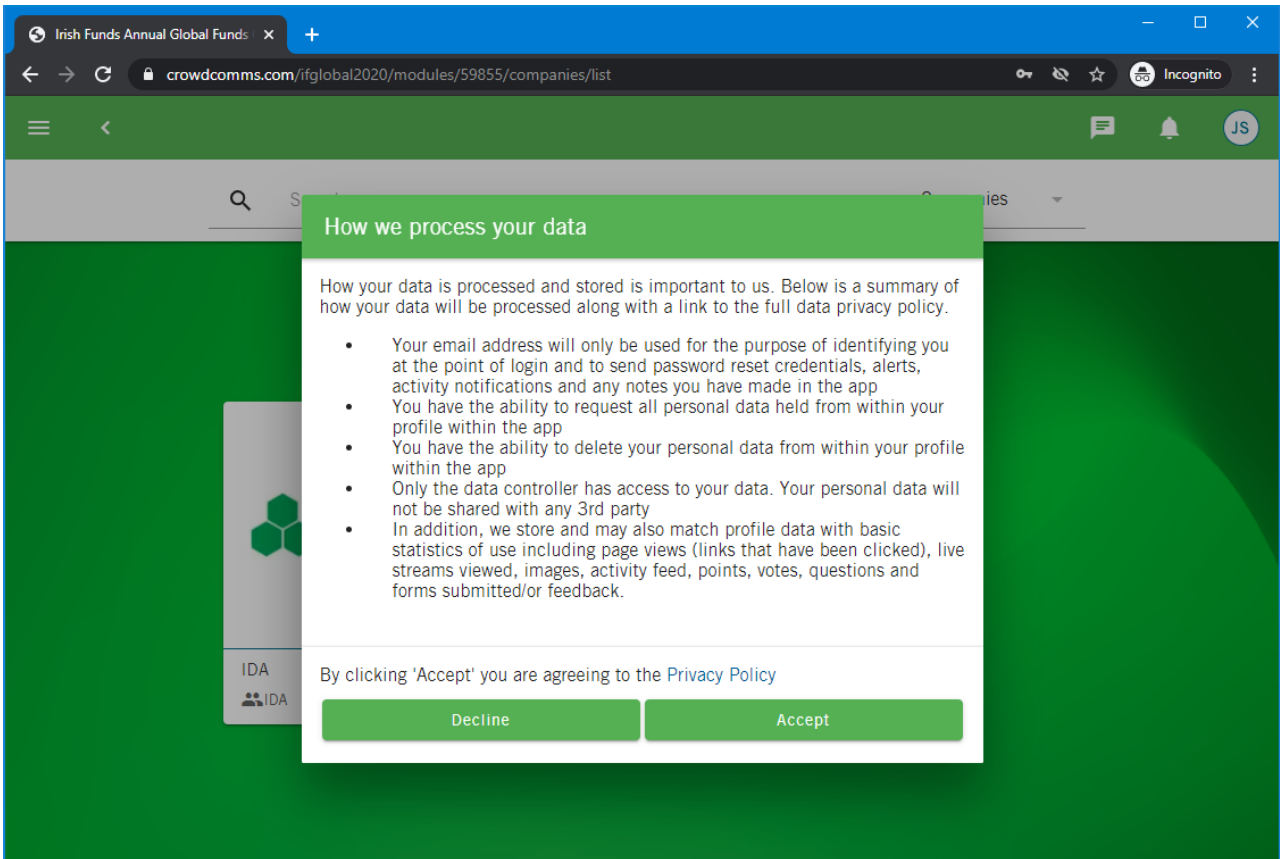 Irish Funds Annual Global Funds
crowdcomms.com/ifglobal2020/modules/59855/companies/list
Incognito
JS
How we process your data
How your data is processed and stored is important to us. Below is a summary of
how your data will be processed along with a link to the full data privacy policy.
• Your email address will only be used for the purpose of identifying you
at the point of login and to send password reset credentials, alerts,
activity notifications and any notes you have made in the app
• You have the ability to request all personal data held from within your
profile within the app
• You have the ability to delete your personal data from within your profile
within the app
• Only the data controller has access to your data. Your personal data will
not be shared with any 3rd party
• In addition, we store and may also match profile data with basic
statistics of use including page views (links that have been clicked), live
streams viewed, images, activity feed, points, votes, questions and
forms submitted/or feedback.
IDA
IDA
By clicking 'Accept' you are agreeing to the Privacy Policy
Decline
Accept